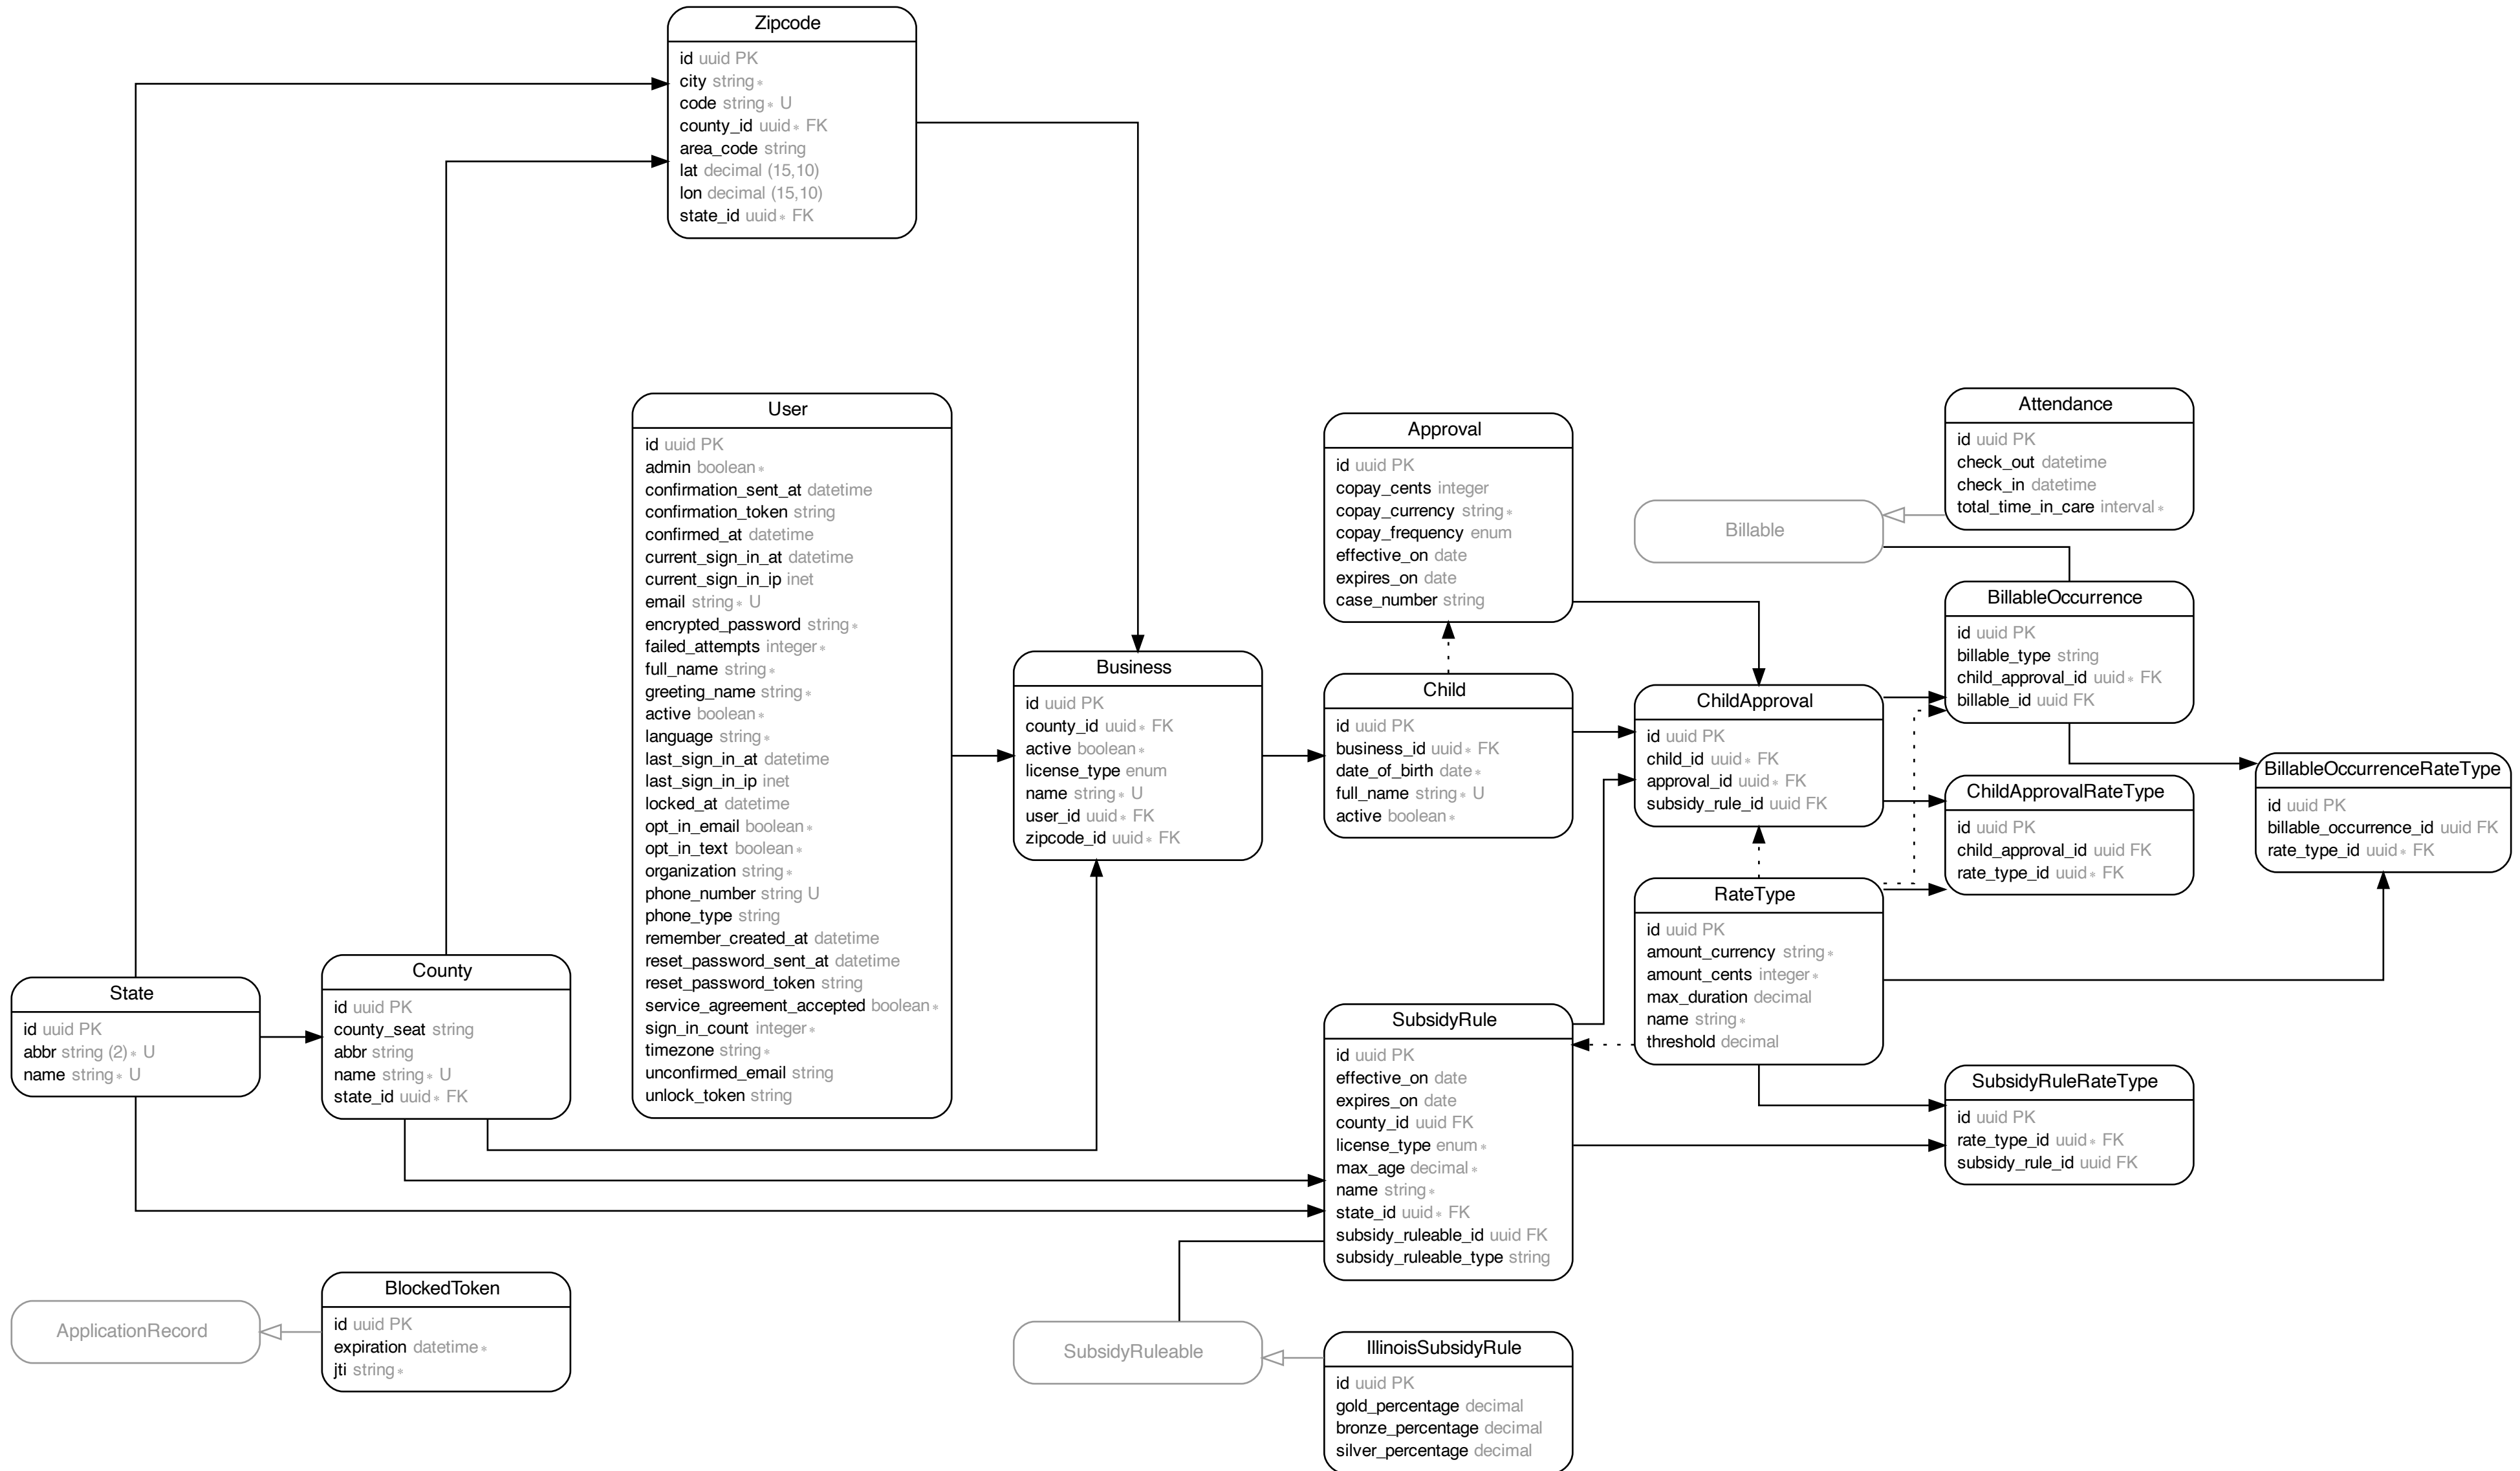 Zipcode
id uuid PK
city string∗
code string∗ U
county_id uuid∗ FK
area_code string
lat decimal (15,10)
lon decimal (15,10)
state_id uuid∗ FK
User
id uuid PK
admin boolean∗
confirmation_sent_at datetime
confirmation_token string
confirmed_at datetime
current_sign_in_at datetime
current_sign_in_ip inet
email string∗ U
encrypted_password string∗
failed_attempts integer∗
full_name string∗
greeting_name string∗
active boolean∗
language string∗
last_sign_in_at datetime
last_sign_in_ip inet
locked_at datetime
opt_in_email boolean∗
opt_in_text boolean∗
organization string∗
phone_number string U
phone_type string
remember_created_at datetime
reset_password_sent_at datetime
reset_password_token string
service_agreement_accepted boolean∗
sign_in_count integer∗
timezone string∗
unconfirmed_email string
unlock_token string
Attendance
id uuid PK
check_out datetime
check_in datetime
total_time_in_care interval∗
Approval
id uuid PK
copay_cents integer
copay_currency string∗
copay_frequency enum
effective_on date
expires_on date
case_number string
Billable
BillableOccurrence
id uuid PK
billable_type string
child_approval_id uuid∗ FK
billable_id uuid FK
Business
id uuid PK
county_id uuid∗ FK
active boolean∗
license_type enum
name string∗ U
user_id uuid∗ FK
zipcode_id uuid∗ FK
Child
id uuid PK
business_id uuid∗ FK
date_of_birth date∗
full_name string∗ U
active boolean∗
ChildApproval
id uuid PK
child_id uuid∗ FK
approval_id uuid∗ FK
subsidy_rule_id uuid FK
BillableOccurrenceRateType
id uuid PK
billable_occurrence_id uuid FK
rate_type_id uuid∗ FK
ChildApprovalRateType
id uuid PK
child_approval_id uuid FK
rate_type_id uuid∗ FK
RateType
id uuid PK
amount_currency string∗
amount_cents integer∗
max_duration decimal
name string∗
threshold decimal
State
id uuid PK
abbr string (2)∗ U
name string∗ U
County
id uuid PK
county_seat string
abbr string
name string∗ U
state_id uuid∗ FK
SubsidyRule
id uuid PK
effective_on date
expires_on date
county_id uuid FK
license_type enum∗
max_age decimal∗
name string∗
state_id uuid∗ FK
subsidy_ruleable_id uuid FK
subsidy_ruleable_type string
SubsidyRuleRateType
id uuid PK
rate_type_id uuid∗ FK
subsidy_rule_id uuid FK
ApplicationRecord
BlockedToken
id uuid PK
expiration datetime∗
jti string∗
SubsidyRuleable
IllinoisSubsidyRule
id uuid PK
gold_percentage decimal
bronze_percentage decimal
silver_percentage decimal